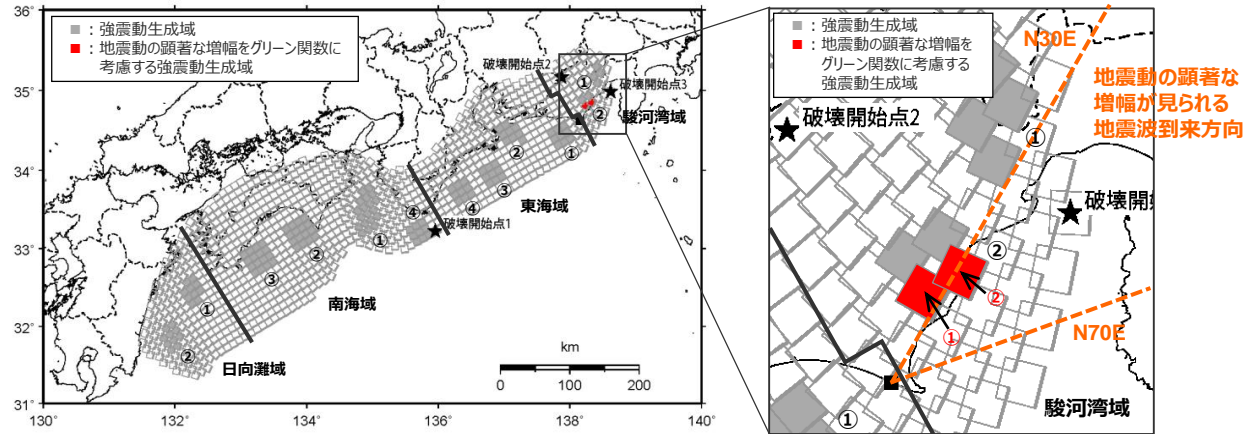 ■ : 強震動生成域
■ : 地震動の顕著な増幅をグリーン関数に
考慮する強震動生成域
36°
35°
34°
33°
32°
31°
130
132
134
136
138
140
破壊開始点2
破壊開始点3
①
②
駿河湾域
②
①
③
④
東海域
④
破壊開始点1
①
②
③
南海域
①
②
日向灘域
km
0 100 200
■ : 強震動生成域
■ : 地震動の顕著な増幅を
グリーン関数に考慮する
強震動生成域
N30E
地震動の顕著な
増幅が見られる
地震波到来方向
破壊開始点2
①
破壊開
②
②
①
N70E
駿河湾域
①